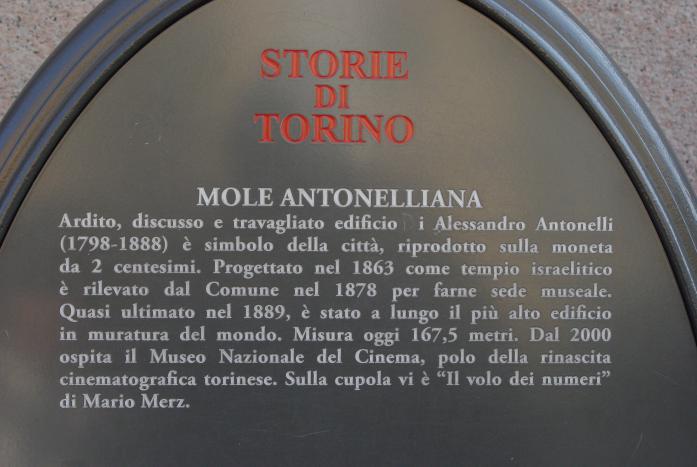 STORIE
DI
TORINO
MOLE ANTONELLIANA
Ardito, discusso e travagliato edificio Di Alessandro Antonelli
(1798-1888) è simbolo della città, riprodotto sulla moneta
da 2 centesimi. Progettato nel 1863 come tempio israelitico
è rilevato dal Comune nel 1878 per farne sede museale.
Quasi ultimato nel 1889, è stato a lungo il più alto edificio
in muratura del mondo. Misura oggi 167,5 metri. Dal 2000
ospita il Museo Nazionale del Cinema, polo della rinascita
cinematografica torinese. Sulla cupola vi è “Il volo dei numeri”
di Mario Merz.